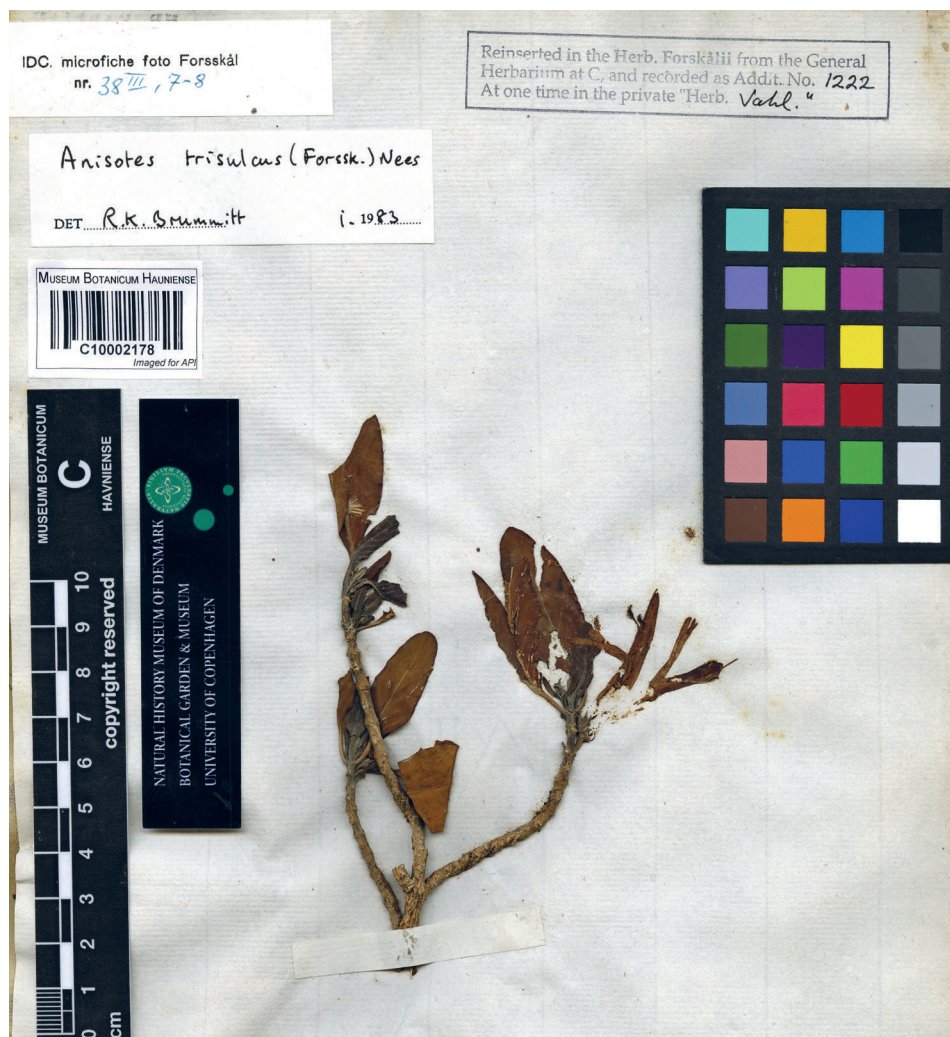 IDC. microfiche foto Forsskål
nr. 38 III, 7-8
Reinserted in the Herb. Forskålii from the General
Herbarium at C, and recorded as Addit. No. 1222
At one time in the private "Herb. Vahl."
Anisotes trisulcus (Forssk.) Nees
DET R.K. Brummitt i. 1983
MUSEUM BOTANICUM HAUNIENSE
C10002178
Imaged for API
MUSEUM BOTANICUM
C
HAVNIENSE
copyright reserved
10
9
8
7
6
5
4
3
2
1
0
cm
NATURAL HISTORY MUSEUM OF DENMARK
BOTANICAL GARDEN & MUSEUM
UNIVERSITY OF COPENHAGEN